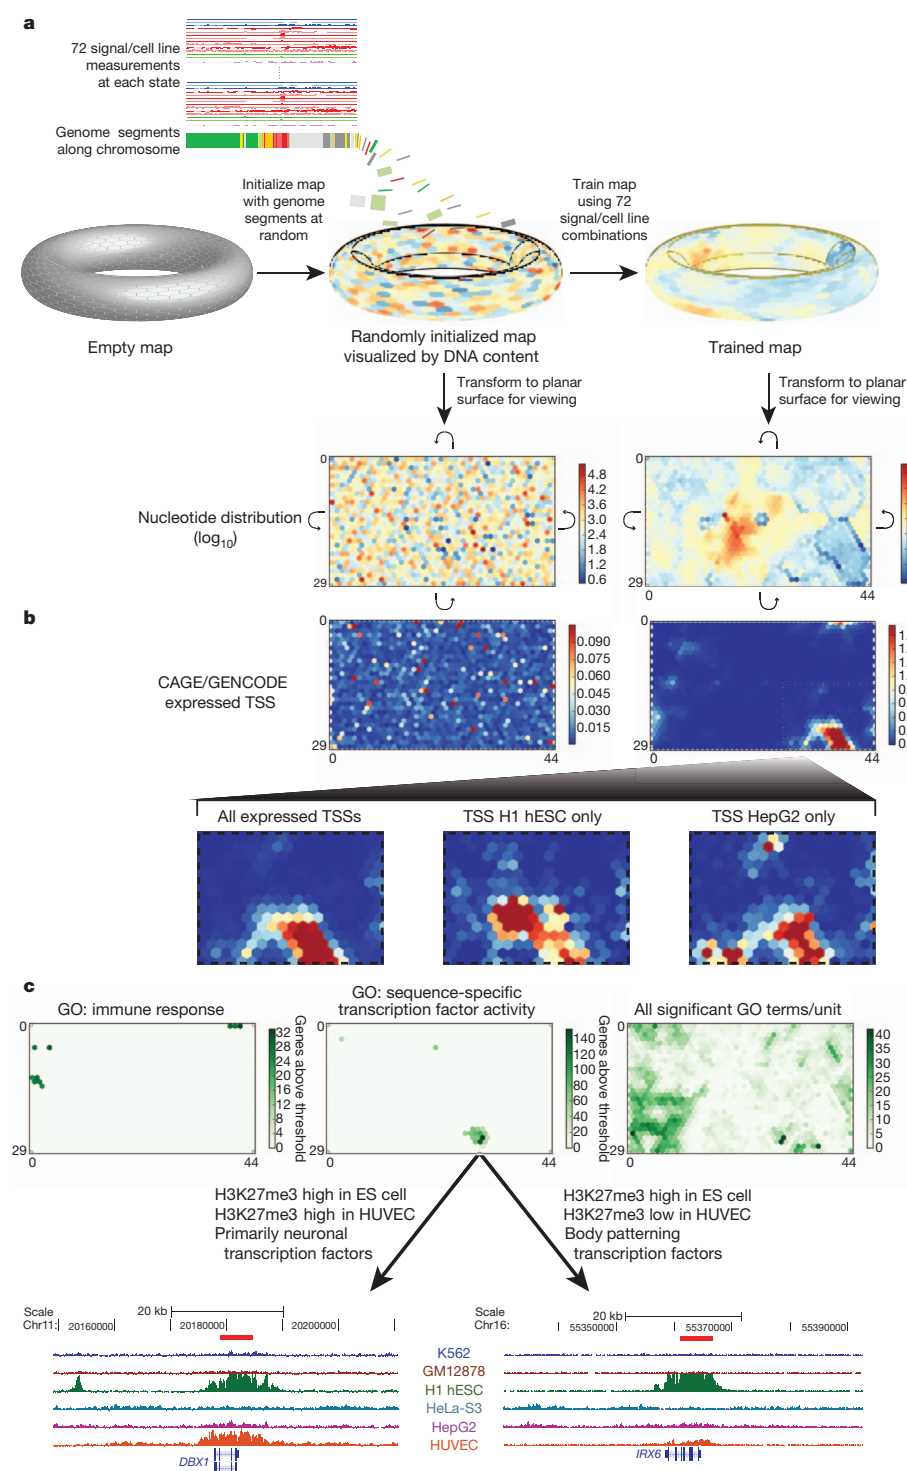 a
72 signal/cell line
measurements
at each state
Genome segments
along chromosome
Initialize map
with genome
segments at
random
Train map
using 72
signal/cell line
combinations
Empty map
Randomly initialized map
visualized by DNA content
Trained map
Transform to planar
surface for viewing
Transform to planar
surface for viewing
Nucleotide distribution
(log10)
0
29
4.8
4.2
3.6
3.0
2.4
1.8
1.2
0.6
0
29
0
44
b
CAGE/GENCODE
expressed TSS
0
29
0
44
0.090
0.075
0.060
0.045
0.030
0.015
0
29
0
44
1.
1.
1.
1.
0.
0.
0.
0.
All expressed TSSs
TSS H1 hESC only
TSS HepG2 only
c
GO: immune response
0
29
0
44
32
28
24
20
16
12
8
4
0
Genes above threshold
GO: sequence-specific
transcription factor activity
0
29
0
44
140
120
100
80
60
40
20
0
Genes above threshold
All significant GO terms/unit
0
29
0
44
40
35
30
25
20
15
10
5
0
H3K27me3 high in ES cell
H3K27me3 high in HUVEC
Primarily neuronal
transcription factors
H3K27me3 high in ES cell
H3K27me3 low in HUVEC
Body patterning
transcription factors
Scale
20 kb
Chr11:
20160000
20180000
20200000
Scale
20 kb
Chr16:
55350000
55370000
55390000
K562
GM12878
H1 hESC
HeLa-S3
HepG2
HUVEC
DBX1
IRX6